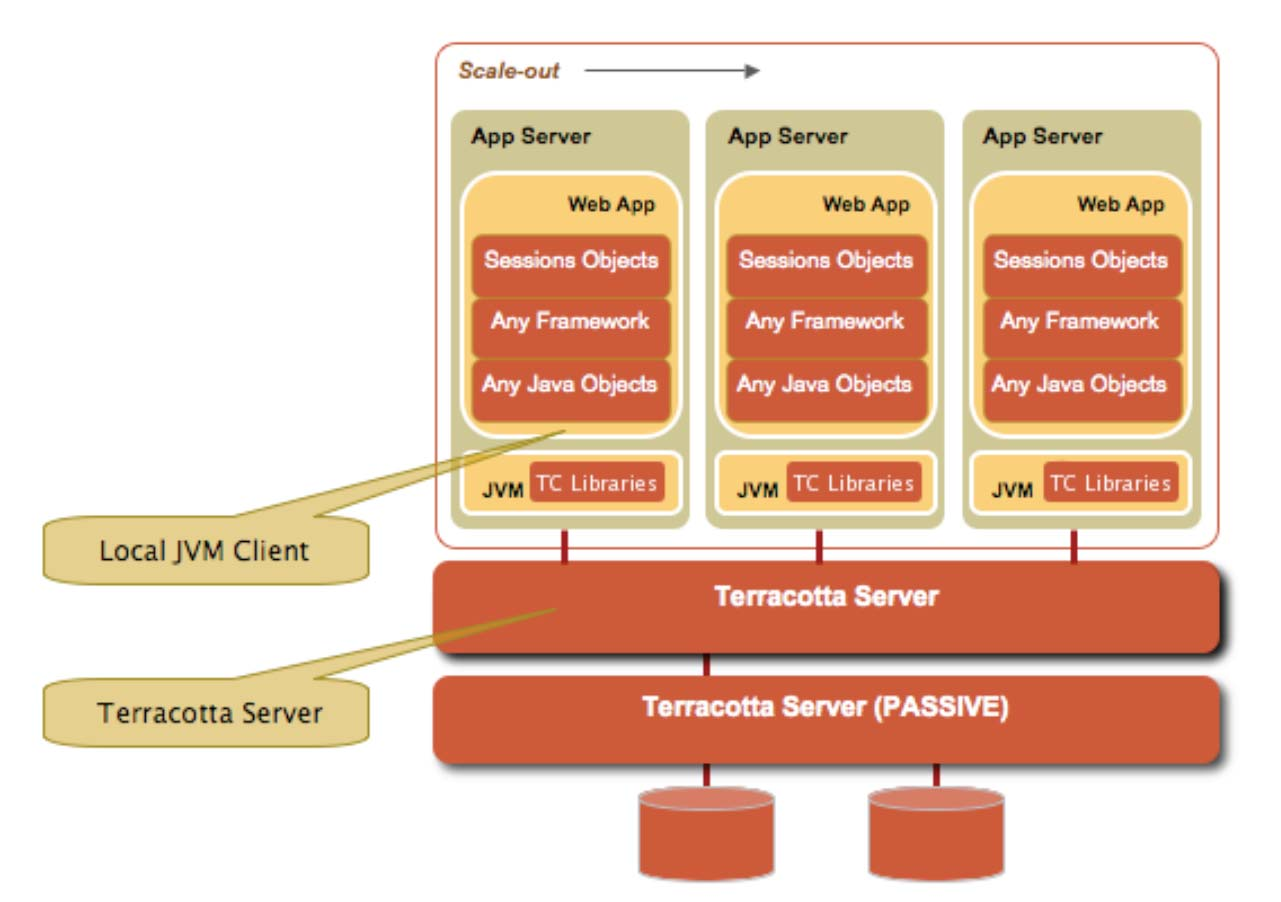 Scale-out
App Server
App Server
App Server
Web App
Web App
Web App
Sessions Objects
Sessions Objects
Sessions Objects
Any Framework
Any Framework
Any Framework
Any Java Objects
Any Java Objects
Any Java Objects
JVM TC Libraries
JVM TC Libraries
JVM TC Libraries
Local JVM Client
Terracotta Server
Terracotta Server
Terracotta Server (PASSIVE)